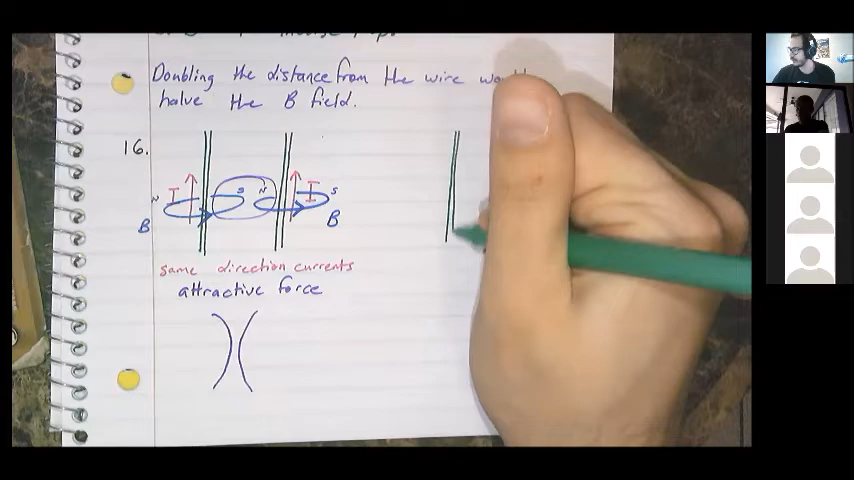 Doubling the distance from the wire
halve the B field.
16.
N I S N I S
B B
same direction currents
attractive force